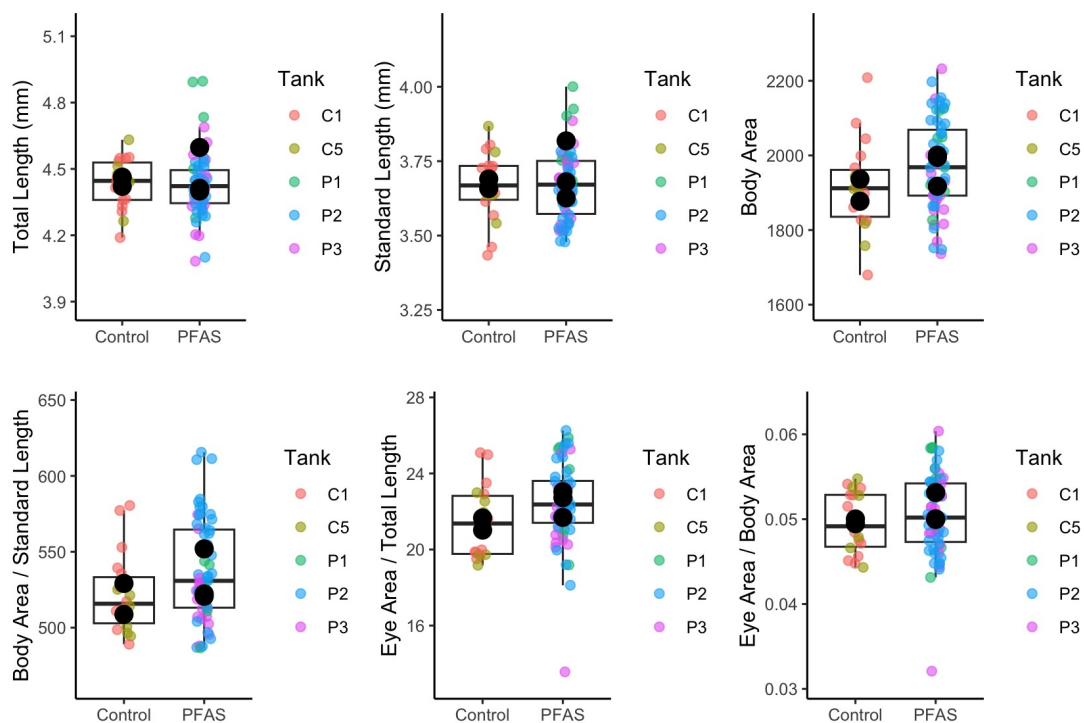 Total Length (mm)
5.1
4.8
4.5
4.2
3.9
Control PFAS
Tank
C1
C5
P1
P2
P3
Standard Length (mm)
4.00
3.75
3.50
3.25
Control PFAS
Tank
C1
C5
P1
P2
P3
Body Area
2200
2000
1800
1600
Control PFAS
Tank
C1
C5
P1
P2
P3
Body Area / Standard Length
650
600
550
500
Control PFAS
Tank
C1
C5
P1
P2
P3
Eye Area / Total Length
28
24
20
16
Control PFAS
Tank
C1
C5
P1
P2
P3
Eye Area / Body Area
0.06
0.05
0.04
0.03
Control PFAS
Tank
C1
C5
P1
P2
P3